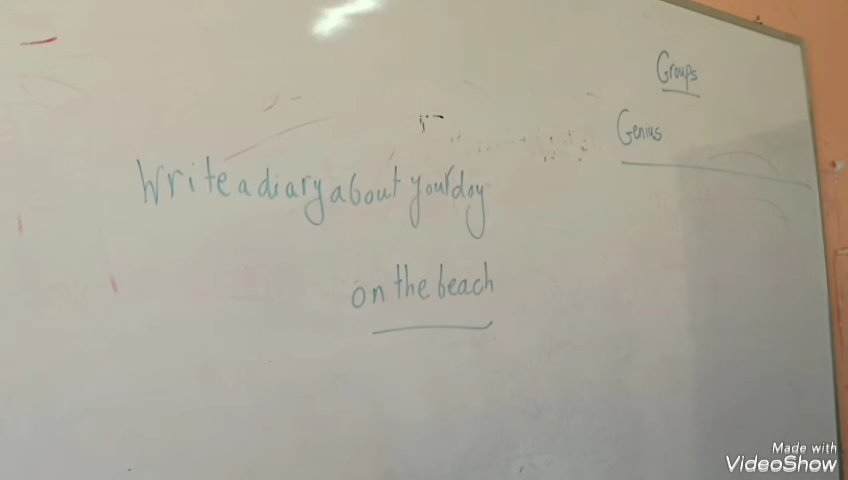 Groups
Genius
Write a diary about your day
on the beach
Made with
VideoShow